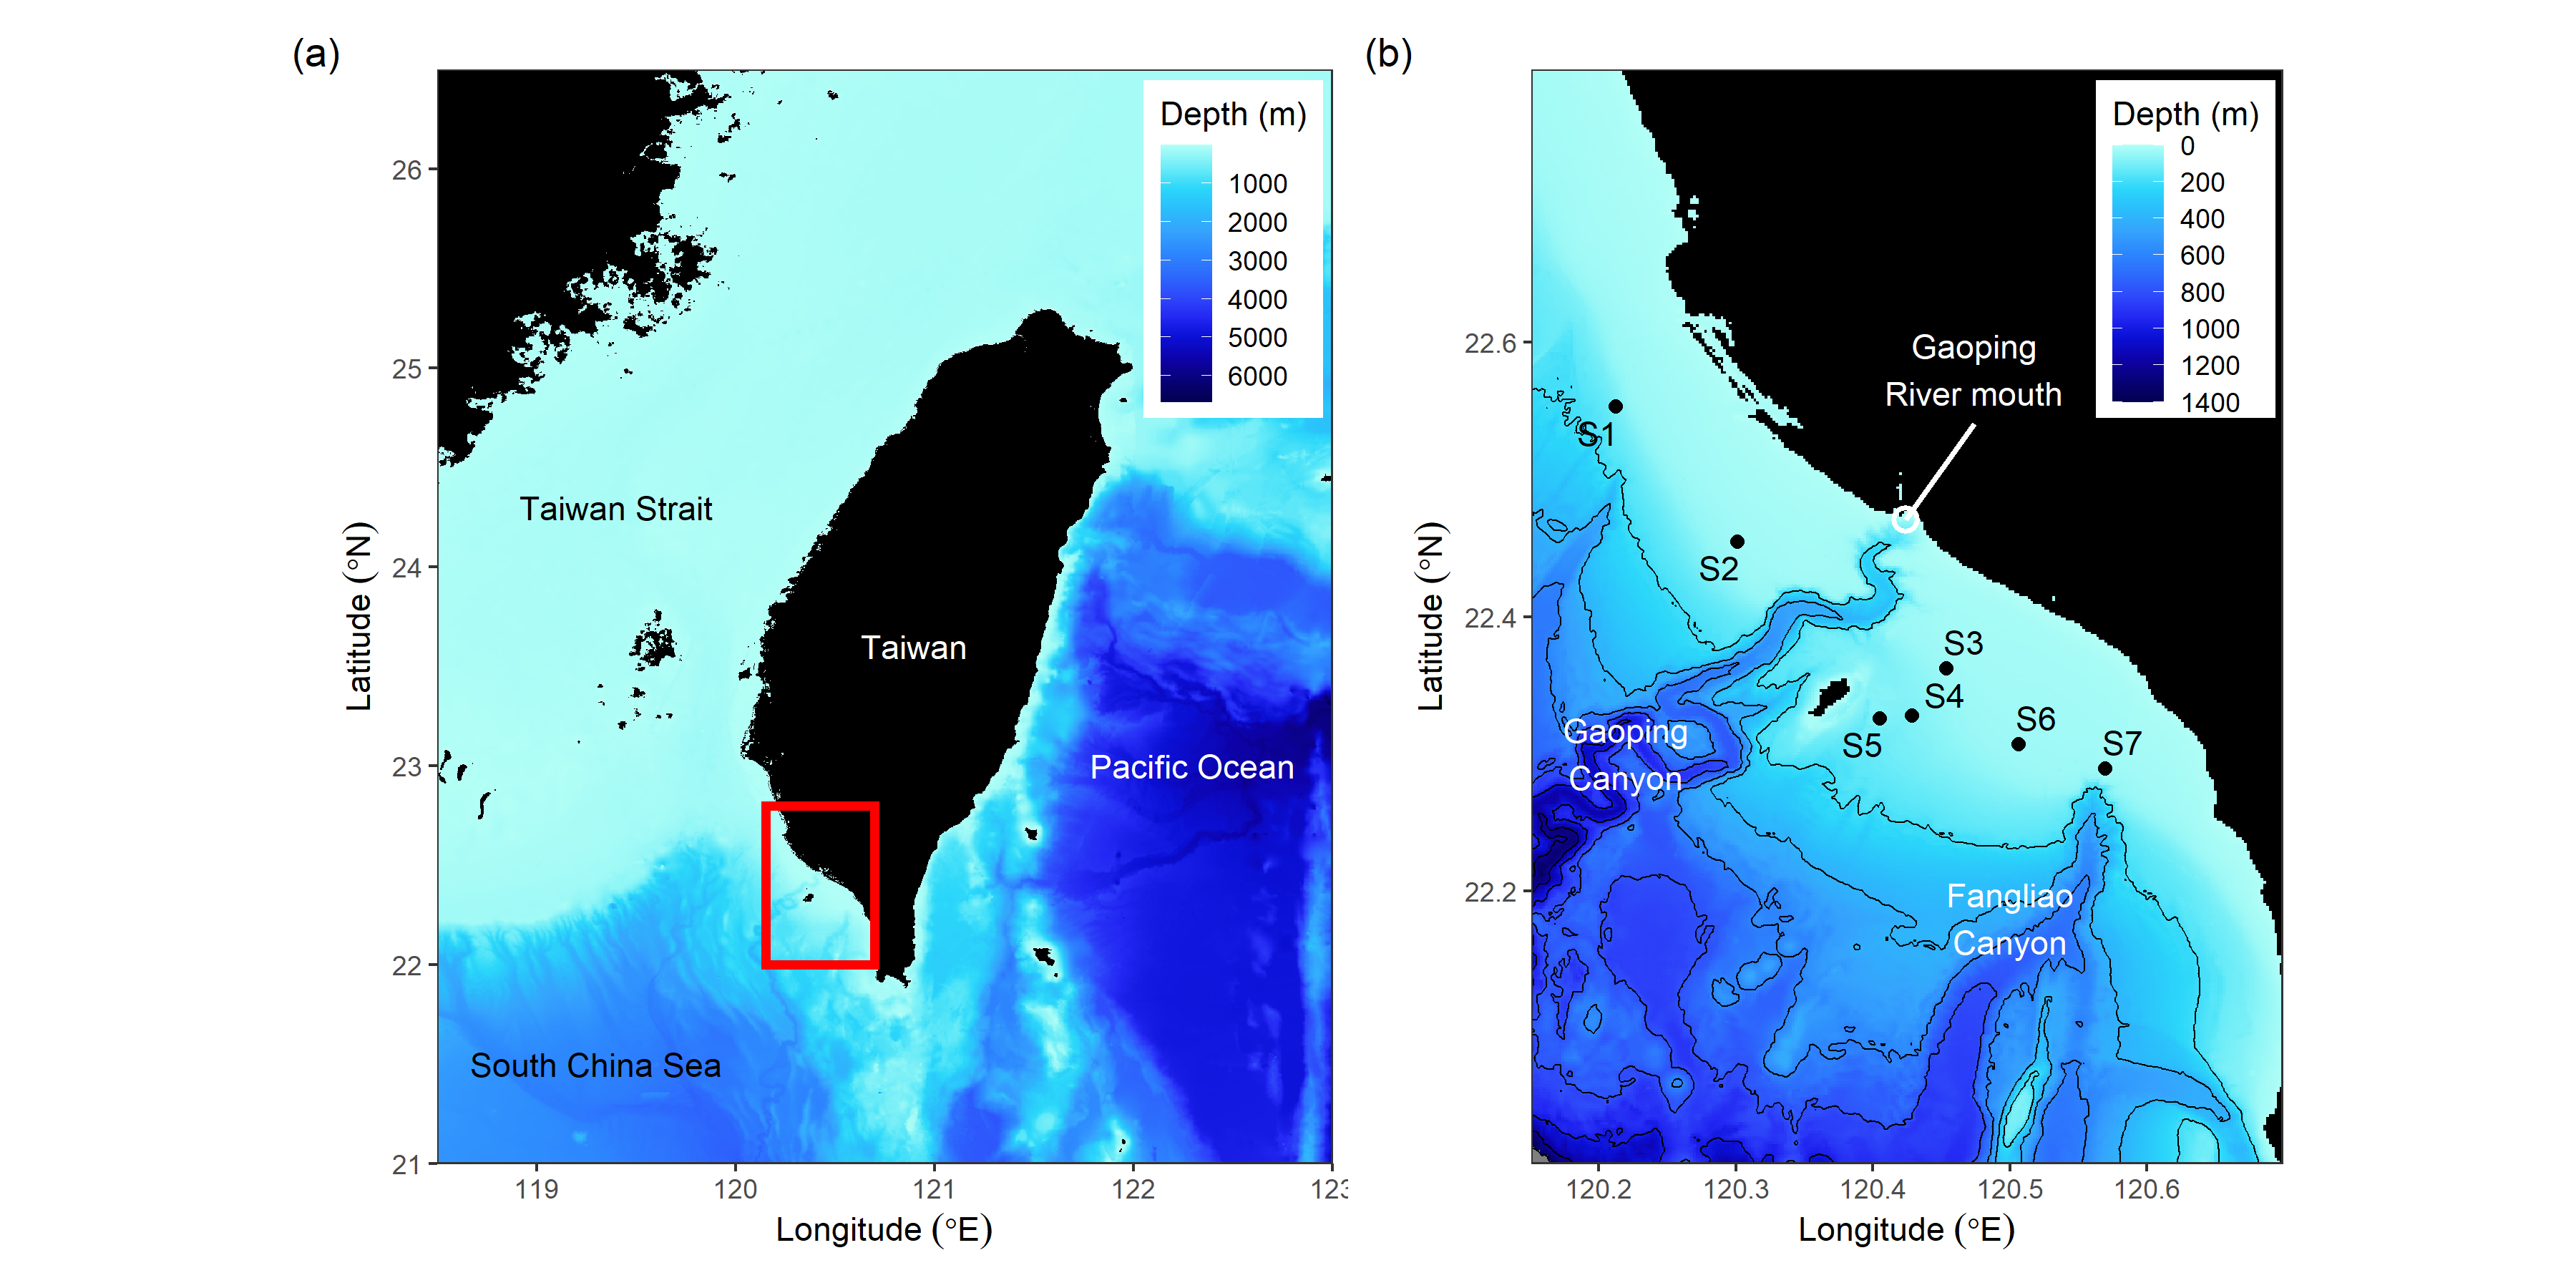 (a)
Depth (m)
1000
2000
3000
4000
5000
6000
26
25
24
23
22
21
Latitude (°N)
Taiwan Strait
Taiwan
Pacific Ocean
South China Sea
119
120
121
122
123
Longitude (°E)
(b)
Depth (m)
0
200
400
600
800
1000
1200
1400
22.6
22.4
22.2
Latitude (°N)
Gaoping
River mouth
S1
S2
S3
S4
S5
S6
S7
Gaoping
Canyon
Fangliao
Canyon
120.2
120.3
120.4
120.5
120.6
Longitude (°E)